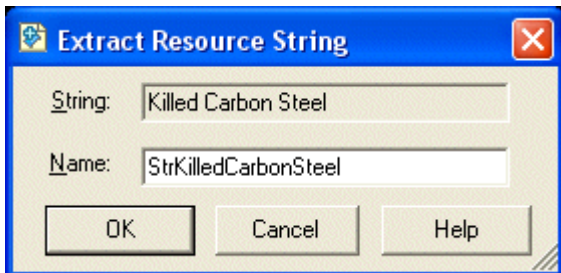 Extract Resource String
String: Killed Carbon Steel
Name: StrKilledCarbonSteel
OK Cancel Help